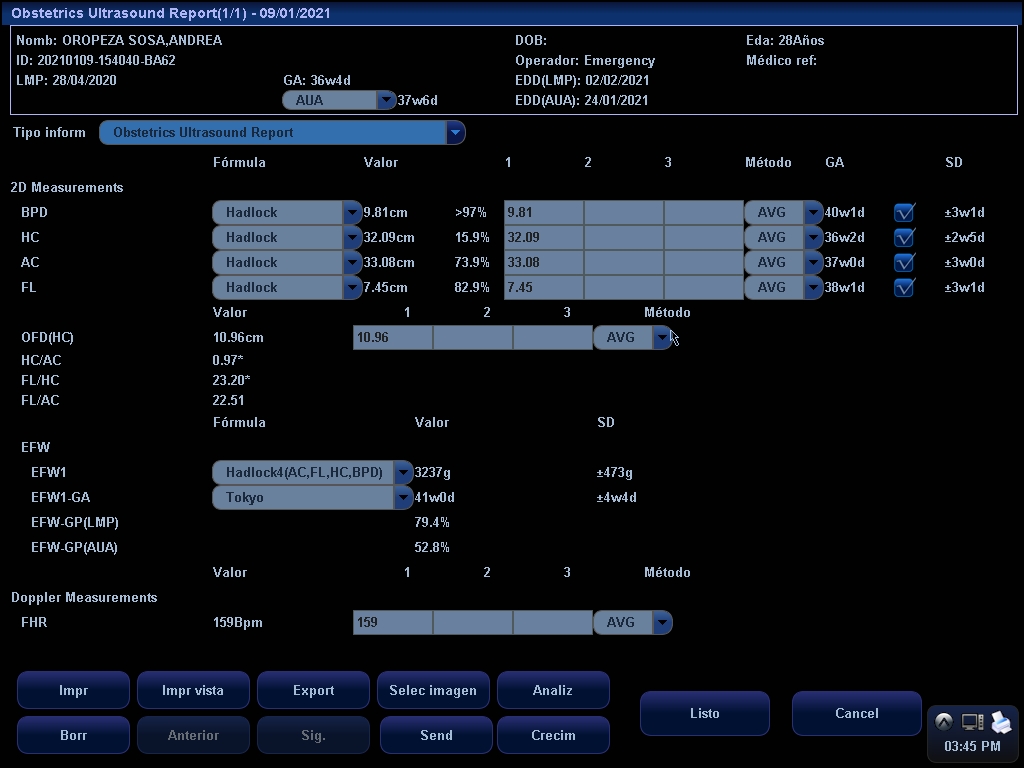 Obstetrics Ultrasound Report(1/1) - 09/01/2021
Nomb: OROPEZA SOSA,ANDREA DOB: Eda: 28Años
ID: 20210109-154040-BA62 Operador: Emergency Médico ref:
LMP: 28/04/2020 GA: 36w4d EDD(LMP): 02/02/2021
AUA 37w6d EDD(AUA): 24/01/2021
Tipo inform Obstetrics Ultrasound Report
Fórmula Valor 1 2 3 Método GA SD
2D Measurements
BPD Hadlock 9.81cm >97% 9.81 AVG 40w1d ±3w1d
HC Hadlock 32.09cm 15.9% 32.09 AVG 36w2d ±2w5d
AC Hadlock 33.08cm 73.9% 33.08 AVG 37w0d ±3w0d
FL Hadlock 7.45cm 82.9% 7.45 AVG 38w1d ±3w1d
Valor 1 2 3 Método
OFD(HC) 10.96cm 10.96 AVG
HC/AC 0.97*
FL/HC 23.20*
FL/AC 22.51
Fórmula Valor SD
EFW
EFW1 Hadlock4(AC,FL,HC,BPD) 3237g ±473g
EFW1-GA Tokyo 41w0d ±4w4d
EFW-GP(LMP) 79.4%
EFW-GP(AUA) 52.8%
Valor 1 2 3 Método
Doppler Measurements
FHR 159Bpm 159 AVG
Impr Impr vista Export Selec imagen Analiz
Listo Cancel
Borr Anterior Sig. Send Crecim
03:45 PM